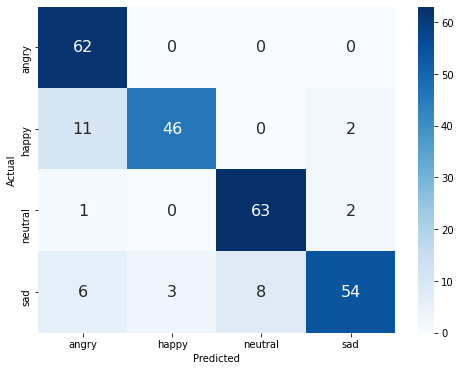 angry 62 0 0 0
happy 11 46 0 2
neutral 1 0 63 2
sad 6 3 8 54
angry happy neutral sad
Predicted
Actual
60
50
40
30
20
10
0